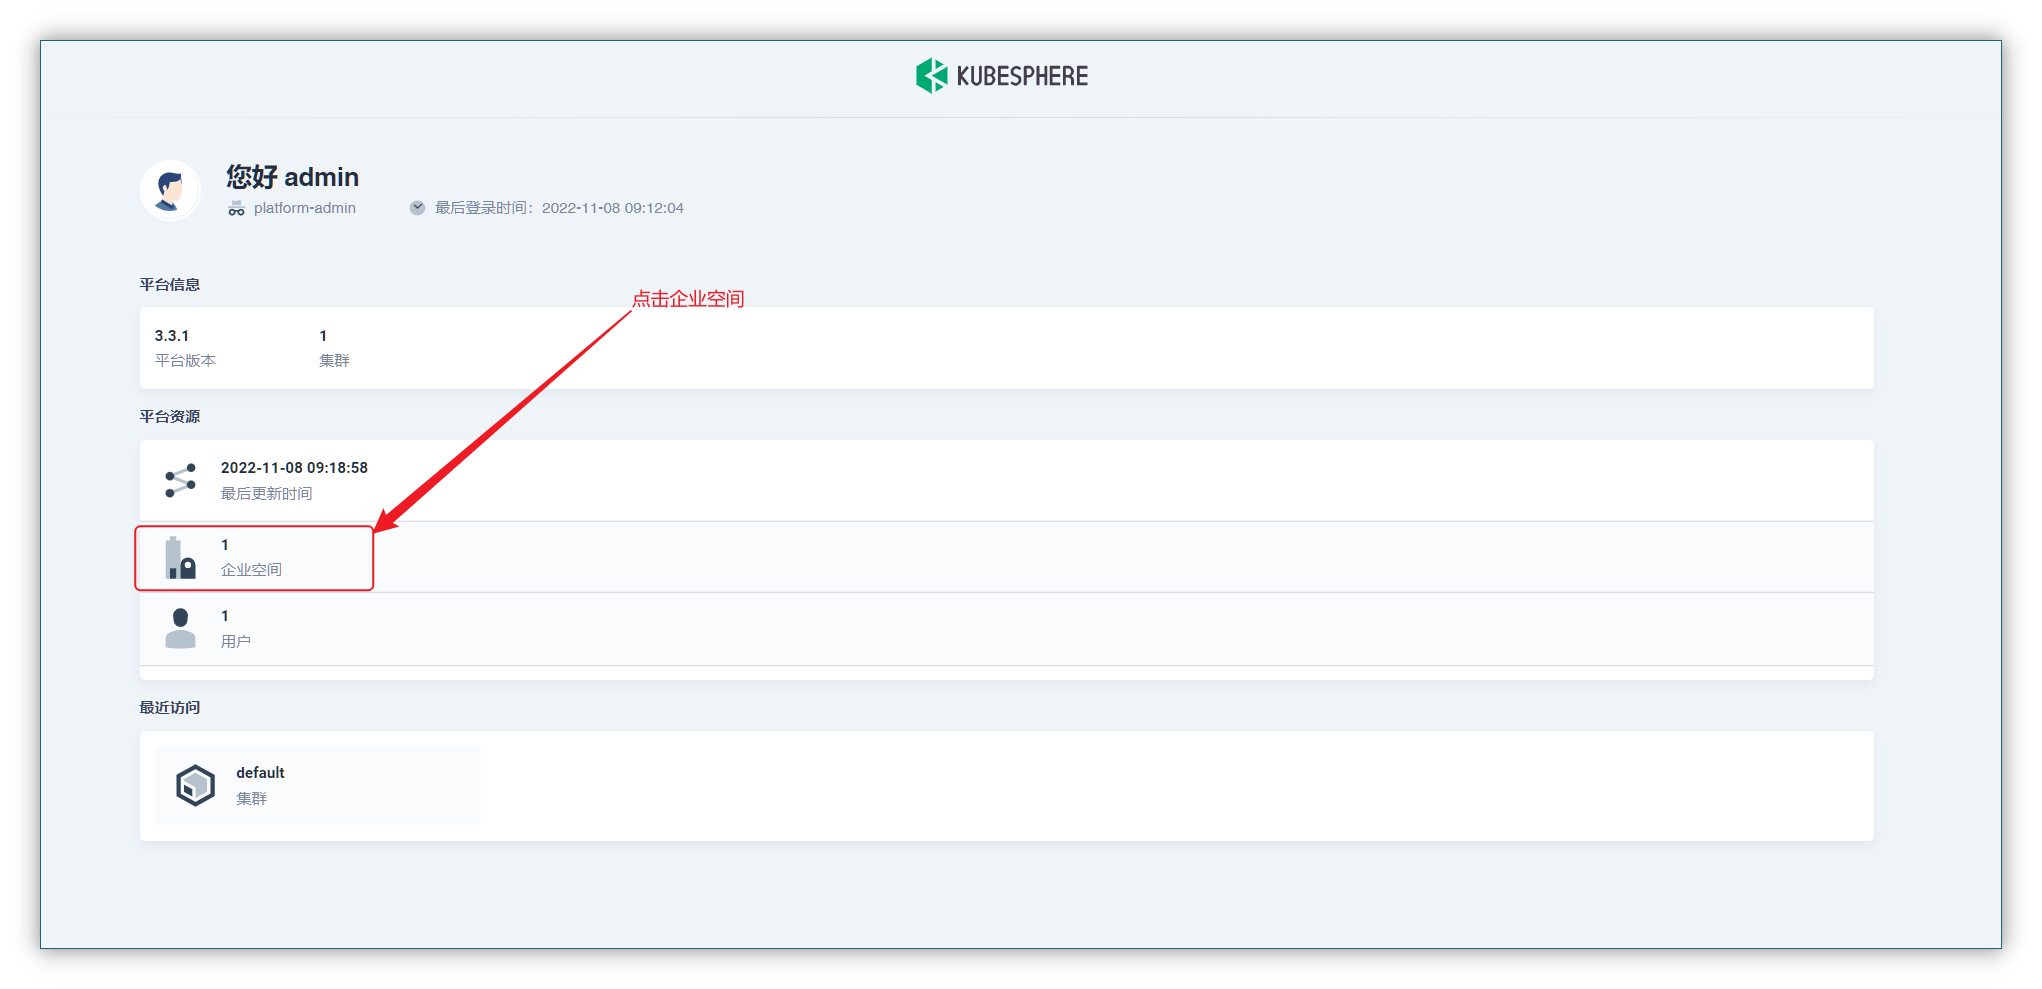 KUBESPHERE
您好 admin
platform-admin
最后登录时间：2022-11-08 09:12:04
平台信息
点击企业空间
3.3.1
平台版本
1
集群
平台资源
2022-11-08 09:18:58
最后更新时间
1
企业空间
1
用户
最近访问
default
集群